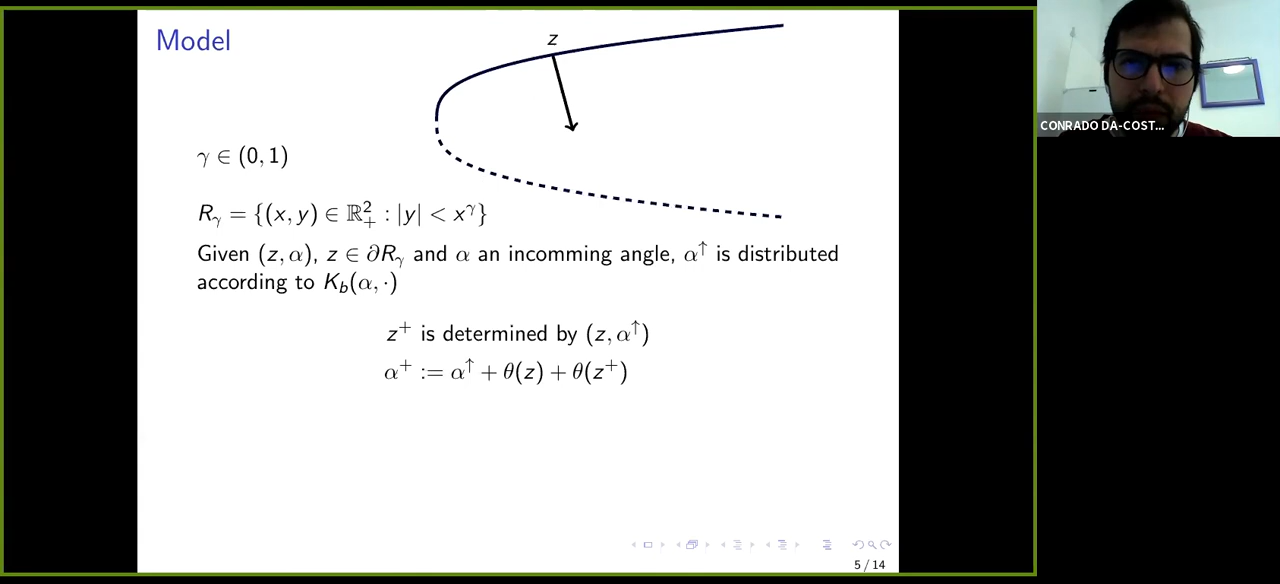 Model
z
γ ∈ (0, 1)
R_γ = {(x, y) ∈ ℝ²₊ : |y| < x^γ}
Given (z, α), z ∈ ∂R_γ and α an incomming angle, α^↑ is distributed
according to K_b(α, ·)
z⁺ is determined by (z, α^↑)
α⁺ := α^↑ + θ(z) + θ(z⁺)
5 / 14
CONRADO DA-COST...